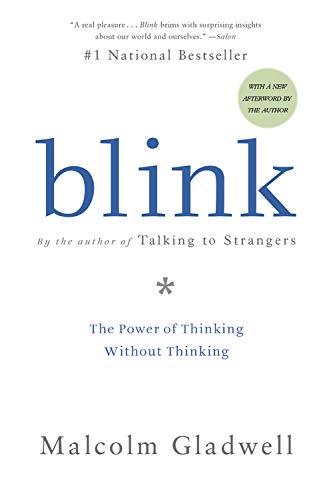 “A real pleasure . . . Blink brims with surprising insights
about our world and ourselves.” —Salon
#1 National Bestseller
WITH A NEW
AFTERWORD BY
THE AUTHOR
blink
By the author of Talking to Strangers
*
The Power of Thinking
Without Thinking
Malcolm Gladwell